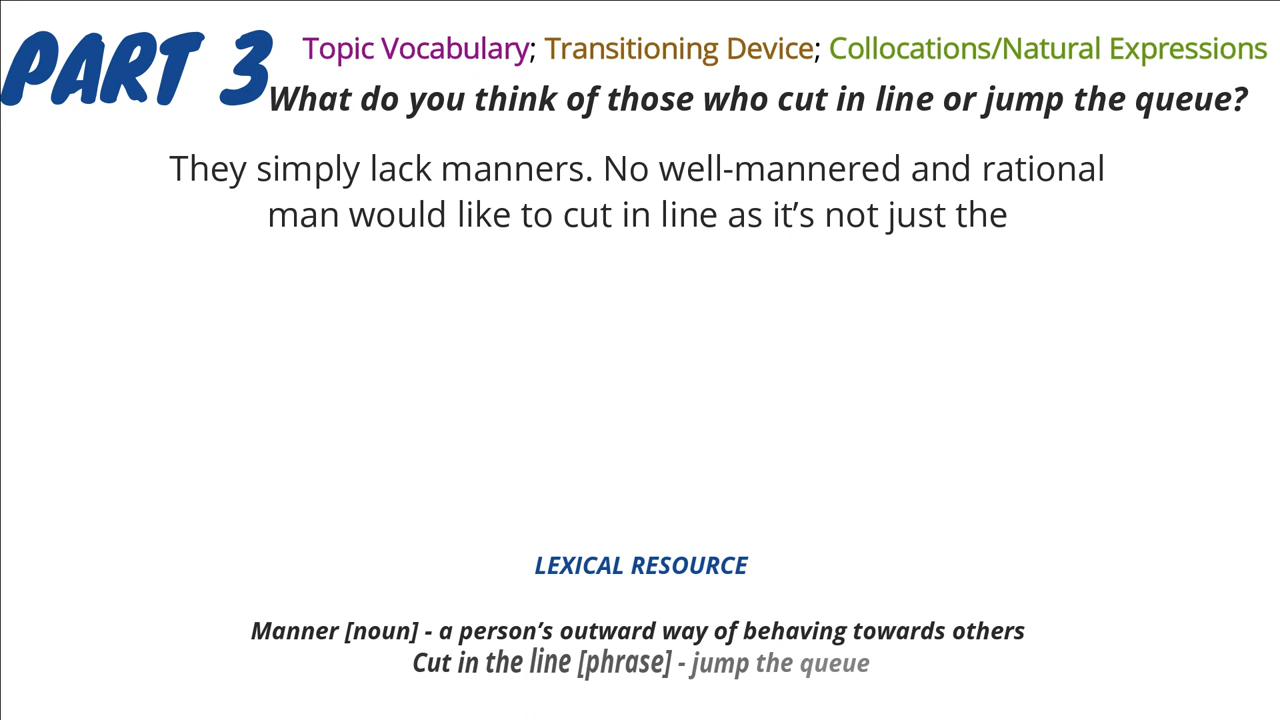 PART 3
Topic Vocabulary; Transitioning Device; Collocations/Natural Expressions
What do you think of those who cut in line or jump the queue?
They simply lack manners. No well-mannered and rational
man would like to cut in line as it’s not just the
LEXICAL RESOURCE
Manner [noun] - a person’s outward way of behaving towards others
Cut in the line [phrase] - jump the queue